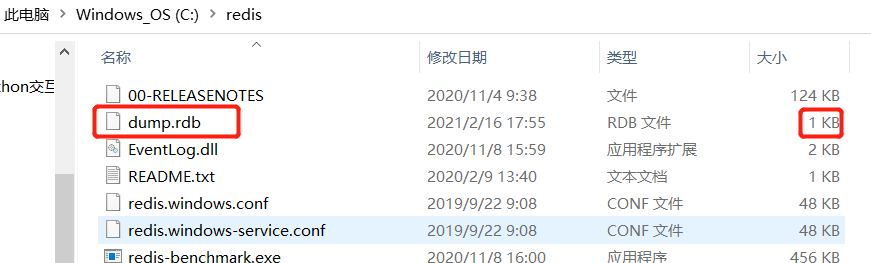 此电脑 > Windows_OS (C:) > redis
名称 修改日期 类型 大小
thon交互
00-RELEASENOTES 2020/11/4 9:38 文件 124 KB
dump.rdb 2021/2/16 17:55 RDB 文件 1 KB
EventLog.dll 2020/11/8 15:59 应用程序扩展 2 KB
README.txt 2020/2/9 13:40 文本文档 1 KB
redis.windows.conf 2019/9/22 9:08 CONF 文件 48 KB
redis.windows-service.conf 2019/9/22 9:08 CONF 文件 48 KB
redis-benchmark.exe 2020/11/8 16:00 应用程序 456 KB